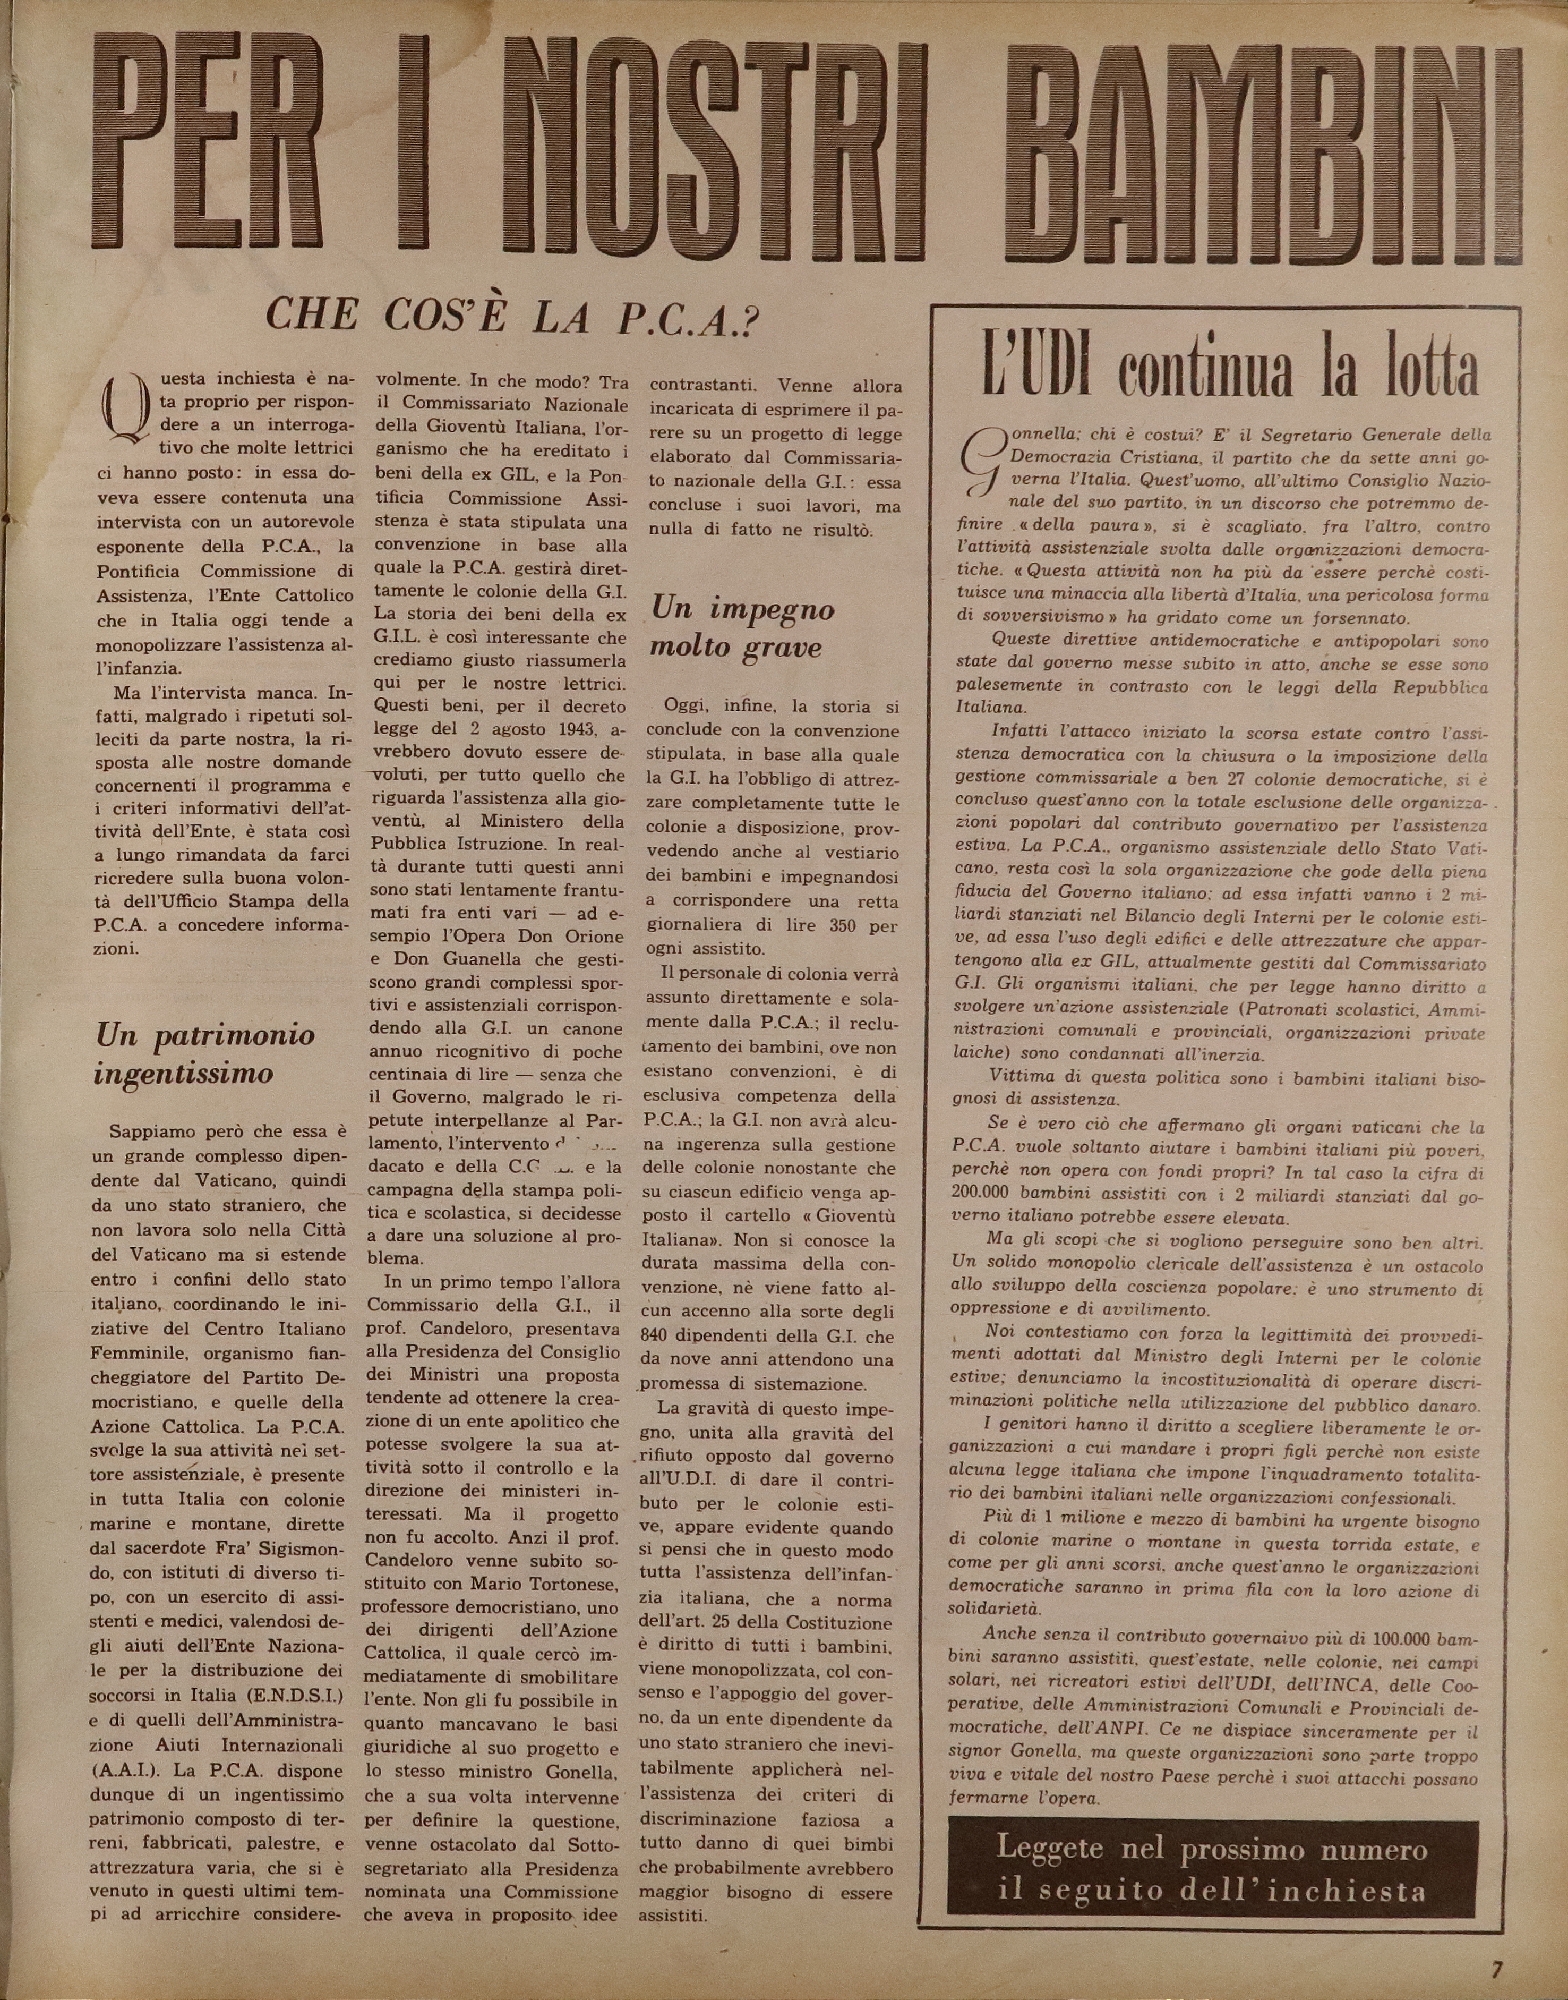 PER I NOSTRI BAMBINI
CHE COS'È LA P.C.A.?
Questa inchiesta è na-
ta proprio per rispon-
dere a un interroga-
tivo che molte lettrici
ci hanno posto: in essa do-
veva essere contenuta una
intervista con un autorevole
esponente della P.C.A., la
Pontificia Commissione di
Assistenza, l'Ente Cattolico
che in Italia oggi tende a
monopolizzare l'assistenza al-
l'infanzia.
Ma l'intervista manca. In-
fatti, malgrado i ripetuti sol-
leciti da parte nostra, la ri-
sposta alle nostre domande
concernenti il programma e
i criteri informativi dell'at-
tività dell'Ente, è stata così
a lungo rimandata da farci
ricredere sulla buona volon-
tà dell'Ufficio Stampa della
P.C.A. a concedere informa-
zioni.
Un patrimonio
ingentissimo
Sappiamo però che essa è
un grande complesso dipen-
dente dal Vaticano, quindi
da uno stato straniero, che
non lavora solo nella Città
del Vaticano ma si estende
entro i confini dello stato
italiano, coordinando le ini-
ziative del Centro Italiano
Femminile, organismo fian-
cheggiatore del Partito De-
mocristiano, e quelle della
Azione Cattolica. La P.C.A.
svolge la sua attività nei set-
tore assistenziale, è presente
in tutta Italia con colonie
marine e montane, dirette
dal sacerdote Fra' Sigismon-
do, con istituti di diverso ti-
po, con un esercito di assi-
stenti e medici, valendosi de-
gli aiuti dell'Ente Naziona-
le per la distribuzione dei
soccorsi in Italia (E.N.D.S.I.)
e di quelli dell'Amministra-
zione Aiuti Internazionali
(A.A.I.). La P.C.A. dispone
dunque di un ingentissimo
patrimonio composto di ter-
reni, fabbricati, palestre, e
attrezzatura varia, che si è
venuto in questi ultimi tem-
pi ad arricchire considere-
volmente. In che modo? Tra
il Commissariato Nazionale
della Gioventù Italiana, l'or-
ganismo che ha ereditato i
beni della ex GIL, e la Pon-
tificia Commissione Assi-
stenza è stata stipulata una
convenzione in base alla
quale la P.C.A. gestirà diret-
tamente le colonie della G.I.
La storia dei beni della ex
G.I.L. è così interessante che
crediamo giusto riassumerla
qui per le nostre lettrici.
Questi beni, per il decreto
legge del 2 agosto 1943, a-
vrebbero dovuto essere de-
voluti, per tutto quello che
riguarda l'assistenza alla gio-
ventù, al Ministero della
Pubblica Istruzione. In real-
tà durante tutti questi anni
sono stati lentamente frantu-
mati fra enti vari — ad e-
sempio l'Opera Don Orione
e Don Guanella che gesti-
scono grandi complessi spor-
tivi e assistenziali corrispon-
dendo alla G.I. un canone
annuo ricognitivo di poche
centinaia di lire — senza che
il Governo, malgrado le ri-
petute interpellanze al Par-
lamento, l'intervento
dacato e della e la
campagna della stampa poli-
tica e scolastica, si decidesse
a dare una soluzione al pro-
blema.
In un primo tempo l'allora
Commissario della G.I., il
prof. Candeloro, presentava
alla Presidenza del Consiglio
dei Ministri una proposta
tendente ad ottenere la crea-
zione di un ente apolitico che
potesse svolgere la sua at-
tività sotto il controllo e la
direzione dei ministeri in-
teressati. Ma il progetto
non fu accolto. Anzi il prof.
Candeloro venne subito so-
stituito con Mario Tortonese,
professore democristiano, uno
dei dirigenti dell'Azione
Cattolica, il quale cercò im-
mediatamente di smobilitare
l'ente. Non gli fu possibile in
quanto mancavano le basi
giuridiche al suo progetto e
lo stesso ministro Gonella,
che a sua volta intervenne
per definire la questione,
venne ostacolato dal Sotto-
segretariato alla Presidenza
nominata una Commissione
che aveva in proposito idee
contrastanti. Venne allora
incaricata di esprimere il pa-
rere su un progetto di legge
elaborato dal Commissaria-
to nazionale della G.I.: essa
concluse i suoi lavori, ma
nulla di fatto ne risultò.
Un impegno
molto grave
Oggi, infine, la storia si
conclude con la convenzione
stipulata, in base alla quale
la G.I. ha l'obbligo di attrez-
zare completamente tutte le
colonie a disposizione, prov-
vedendo anche al vestiario
dei bambini e impegnandosi
a corrispondere una retta
giornaliera di lire 350 per
ogni assistito.
Il personale di colonia verrà
assunto direttamente e sola-
mente dalla P.C.A.; il reclu-
tamento dei bambini, ove non
esistano convenzioni, è di
esclusiva competenza della
P.C.A.; la G.I. non avrà alcu-
na ingerenza sulla gestione
delle colonie nonostante che
su ciascun edificio venga ap-
posto il cartello « Gioventù
Italiana». Non si conosce la
durata massima della con-
venzione, nè viene fatto al-
cun accenno alla sorte degli
840 dipendenti della G.I. che
da nove anni attendono una
promessa di sistemazione.
La gravità di questo impe-
gno, unita alla gravità del
rifiuto opposto dal governo
all'U.D.I. di dare il contri-
buto per le colonie esti-
ve, appare evidente quando
si pensi che in questo modo
tutta l'assistenza dell'infan-
zia italiana, che a norma
dell'art. 25 della Costituzione
è diritto di tutti i bambini,
viene monopolizzata, col con-
senso e l'appoggio del gover-
no, da un ente dipendente da
uno stato straniero che inevi-
tabilmente applicherà nel-
l'assistenza dei criteri di
discriminazione faziosa a
tutto danno di quei bimbi
che probabilmente avrebbero
maggior bisogno di essere
assistiti.
L'UDI continua la lotta
Gonnella; chi è costui? E' il Segretario Generale della
Democrazia Cristiana, il partito che da sette anni go-
verna l'Italia. Quest'uomo, all'ultimo Consiglio Nazio-
nale del suo partito, in un discorso che potremmo de-
finire « della paura », si è scagliato, fra l'altro, contro
l'attività assistenziale svolta dalle organizzazioni democra-
tiche. « Questa attività non ha più da essere perchè costi-
tuisce una minaccia alla libertà d'Italia, una pericolosa forma
di sovversivismo » ha gridato come un forsennato.
Queste direttive antidemocratiche e antipopolari sono
state dal governo messe subito in atto, anche se esse sono
palesemente in contrasto con le leggi della Repubblica
Italiana.
Infatti l'attacco iniziato la scorsa estate contro l'assi-
stenza democratica con la chiusura o la imposizione della
gestione commissariale a ben 27 colonie democratiche, si è
concluso quest'anno con la totale esclusione delle organizza-
zioni popolari dal contributo governativo per l'assistenza
estiva. La P.C.A., organismo assistenziale dello Stato Vati-
cano, resta così la sola organizzazione che gode della piena
fiducia del Governo italiano; ad essa infatti vanno i 2 mi-
liardi stanziati nel Bilancio degli Interni per le colonie esti-
ve, ad essa l'uso degli edifici e delle attrezzature che appar-
tengono alla ex GIL, attualmente gestiti dal Commissariato
G.I. Gli organismi italiani, che per legge hanno diritto a
svolgere un'azione assistenziale (Patronati scolastici, Ammi-
nistrazioni comunali e provinciali, organizzazioni private
laiche) sono condannati all'inerzia.
Vittima di questa politica sono i bambini italiani biso-
gnosi di assistenza.
Se è vero ciò che affermano gli organi vaticani che la
P.C.A. vuole soltanto aiutare i bambini italiani più poveri,
perchè non opera con fondi propri? In tal caso la cifra di
200.000 bambini assistiti con i 2 miliardi stanziati dal go-
verno italiano potrebbe essere elevata.
Ma gli scopi che si vogliono perseguire sono ben altri.
Un solido monopolio clericale dell'assistenza è un ostacolo
allo sviluppo della coscienza popolare; è uno strumento di
oppressione e di avvilimento.
Noi contestiamo con forza la legittimità dei provvedi-
menti adottati dal Ministro degli Interni per le colonie
estive; denunciamo la incostituzionalità di operare discri-
minazioni politiche nella utilizzazione del pubblico danaro.
I genitori hanno il diritto a scegliere liberamente le or-
ganizzazioni a cui mandare i propri figli perchè non esiste
alcuna legge italiana che impone l'inquadramento totalita-
rio dei bambini italiani nelle organizzazioni confessionali.
Più di 1 milione e mezzo di bambini ha urgente bisogno
di colonie marine o montane in questa torrida estate, e
come per gli anni scorsi, anche quest'anno le organizzazioni
democratiche saranno in prima fila con la loro azione di
solidarietà.
Anche senza il contributo governaivo più di 100.000 bam-
bini saranno assistiti, quest'estate, nelle colonie, nei campi
solari, nei ricreatori estivi dell'UDI, dell'INCA, delle Coo-
perative, delle Amministrazioni Comunali e Provinciali de-
mocratiche, dell'ANPI. Ce ne dispiace sinceramente per il
signor Gonella, ma queste organizzazioni sono parte troppo
viva e vitale del nostro Paese perchè i suoi attacchi possano
fermarne l'opera.
Leggete nel prossimo numero
il seguito dell'inchiesta
7